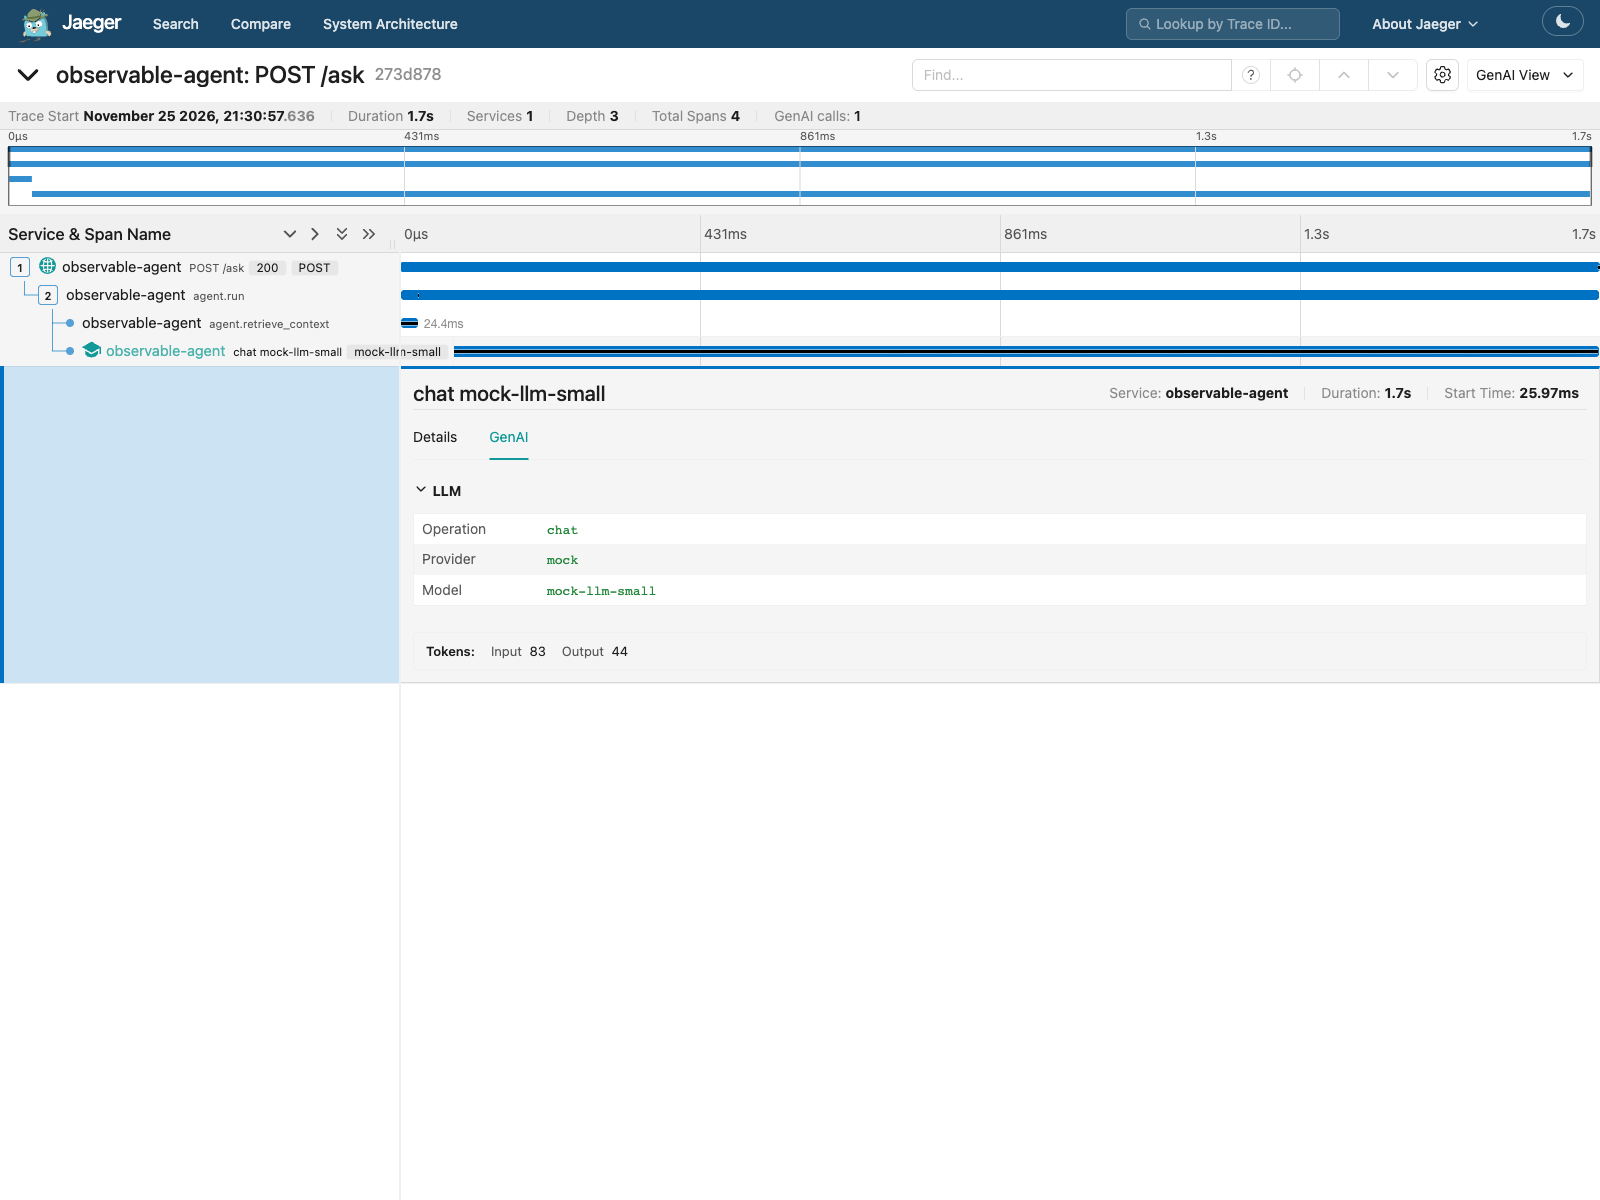 Jaeger Search Compare System Architecture Lookup by Trace ID... About Jaeger
observable-agent: POST /ask 273d878 Find... ? GenAI View
Trace Start November 25 2026, 21:30:57.636 Duration 1.7s Services 1 Depth 3 Total Spans 4 GenAI calls: 1
0μs 431ms 861ms 1.3s 1.7s
Service & Span Name 0μs 431ms 861ms 1.3s 1.7s
1 observable-agent POST /ask 200 POST
2 observable-agent agent.run
observable-agent agent.retrieve_context 24.4ms
observable-agent chat mock-llm-small mock-llm-small
chat mock-llm-small Service: observable-agent Duration: 1.7s Start Time: 25.97ms
Details GenAI
LLM
Operation chat
Provider mock
Model mock-llm-small
Tokens: Input 83 Output 44